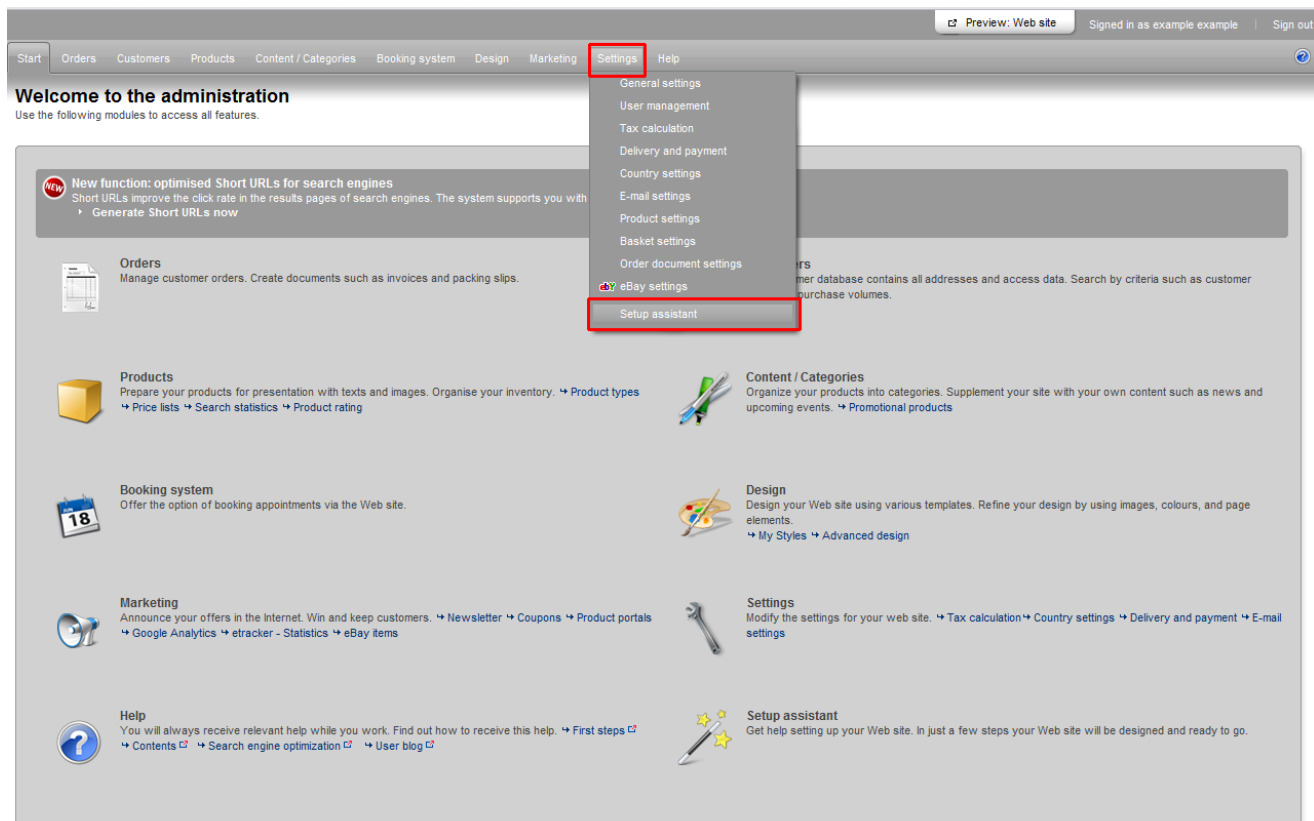 Preview: Web site
Signed in as example example
Sign out
Start Orders Customers Products Content / Categories Booking system Design Marketing Settings Help
General settings
User management
Tax calculation
Delivery and payment
Country settings
E-mail settings
Product settings
Basket settings
Order document settings
ebY eBay settings
Setup assistant
Welcome to the administration
Use the following modules to access all features.
NEW
New function: optimised Short URLs for search engines
Short URLs improve the click rate in the results pages of search engines. The system supports you with
Generate Short URLs now
Orders
Manage customer orders. Create documents such as invoices and packing slips.
ers
mer database contains all addresses and access data. Search by criteria such as customer
purchase volumes.
Products
Prepare your products for presentation with texts and images. Organise your inventory. ↪ Product types
↪ Price lists ↪ Search statistics ↪ Product rating
Content / Categories
Organize your products into categories. Supplement your site with your own content such as news and
upcoming events. ↪ Promotional products
18
Booking system
Offer the option of booking appointments via the Web site.
Design
Design your Web site using various templates. Refine your design by using images, colours, and page
elements.
↪ My Styles ↪ Advanced design
Marketing
Announce your offers in the Internet. Win and keep customers. ↪ Newsletter ↪ Coupons ↪ Product portals
↪ Google Analytics ↪ etracker - Statistics ↪ eBay items
Settings
Modify the settings for your web site. ↪ Tax calculation ↪ Country settings ↪ Delivery and payment ↪ E-mail
settings
Help
You will always receive relevant help while you work. Find out how to receive this help. ↪ First steps
↪ Contents ↪ Search engine optimization ↪ User blog
Setup assistant
Get help setting up your Web site. In just a few steps your Web site will be designed and ready to go.